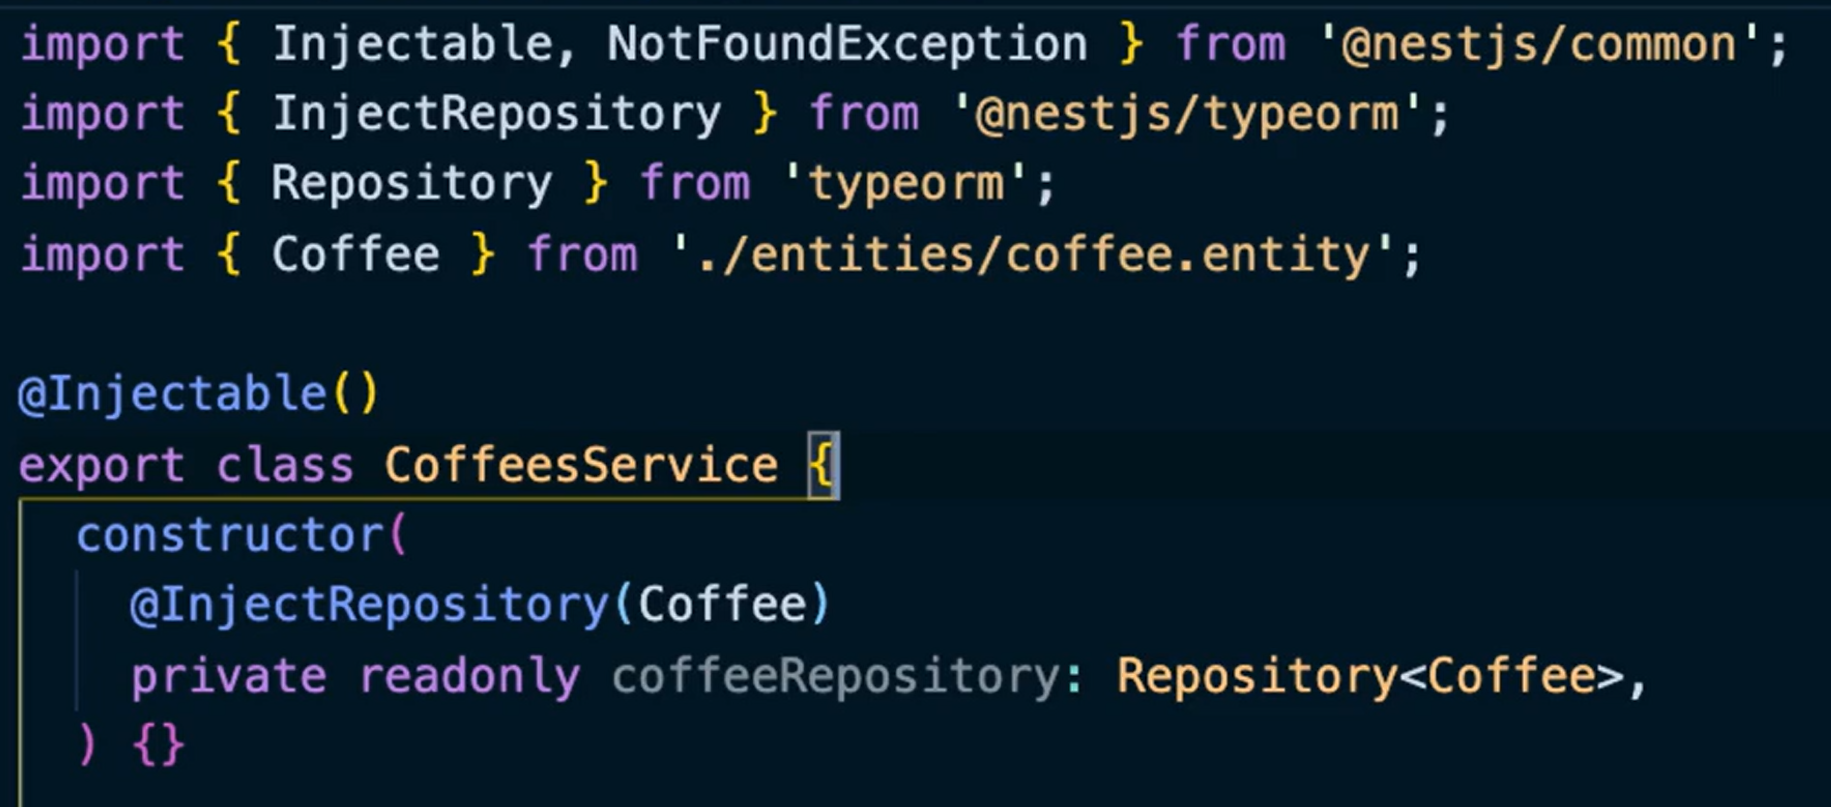 import { Injectable, NotFoundException } from '@nestjs/common';
import { InjectRepository } from '@nestjs/typeorm';
import { Repository } from 'typeorm';
import { Coffee } from './entities/coffee.entity';

@Injectable()
export class CoffeesService {
  constructor(
    @InjectRepository(Coffee)
    private readonly coffeeRepository: Repository<Coffee>,
  ) {}